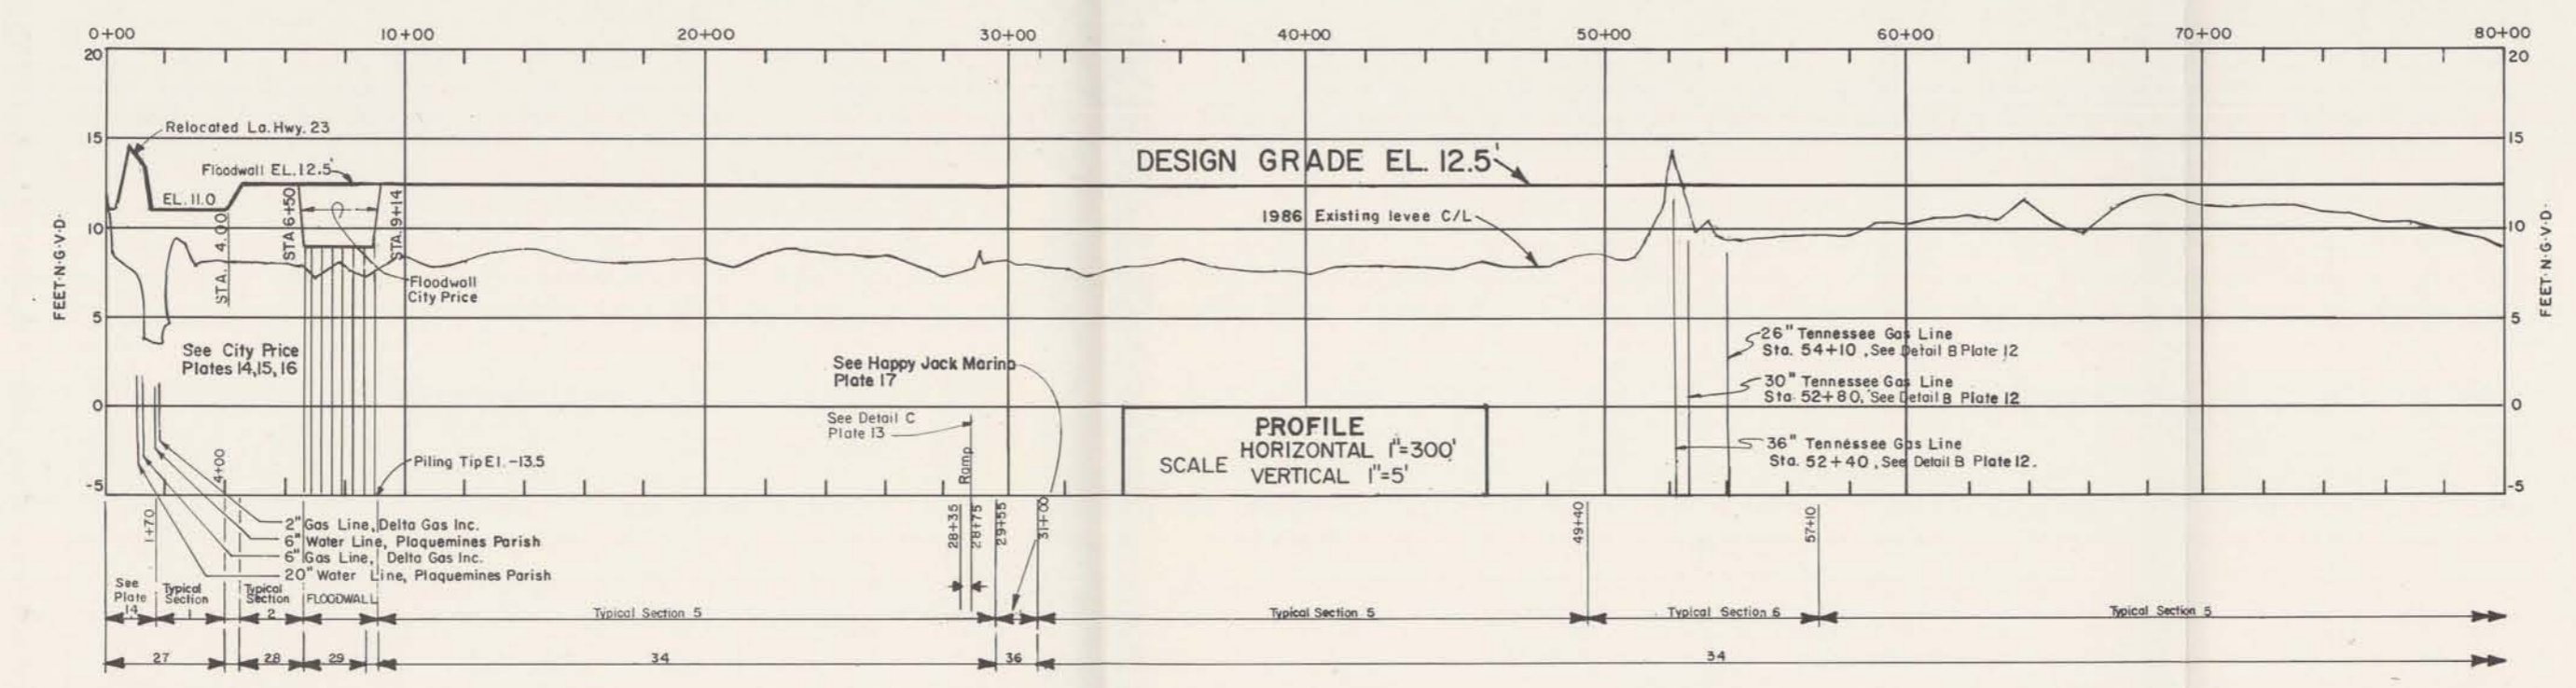 0+00 10+00 20+00 30+00 40+00 50+00 60+00 70+00 80+00
20 20
Relocated La. Hwy. 23
15 15
DESIGN GRADE EL. 12.5'
Floodwall EL. 12.5'
EL. 11.0
STA. 4.00
STA 6+50
STA. 9+14
1986 Existing levee C/L
10 10
FEET·N·G·V·D·
FEET·N·G·V·D·
Floodwall
City Price
5 5
See City Price
Plates 14,15,16
26" Tennessee Gas Line
Sta. 54+10 ,See Detail B Plate 12
30" Tennessee Gas Line
Sta. 52+80, See Detail B Plate 12
36" Tennessee Gas Line
Sta. 52+40 , See Detail B Plate 12.
See Happy Jack Marina
Plate 17
0 0
See Detail C
Plate 13
Ramp
PROFILE
SCALE
HORIZONTAL 1"=300'
VERTICAL 1"=5'
Piling Tip El. -13.5
4+00
-5 -5
1+70
28+35
28+75
29+55
31+00
49+40
57+10
2" Gas Line, Delta Gas Inc.
6" Water Line, Plaquemines Parish
6" Gas Line, Delta Gas Inc.
20" Water Line, Plaquemines Parish
See
Plate
14
Typical
Section
1
Typical
Section
2
FLOODWALL
Typical Section 5
Typical Section 5
Typical Section 6
Typical Section 5
27 28 29 34 36 34